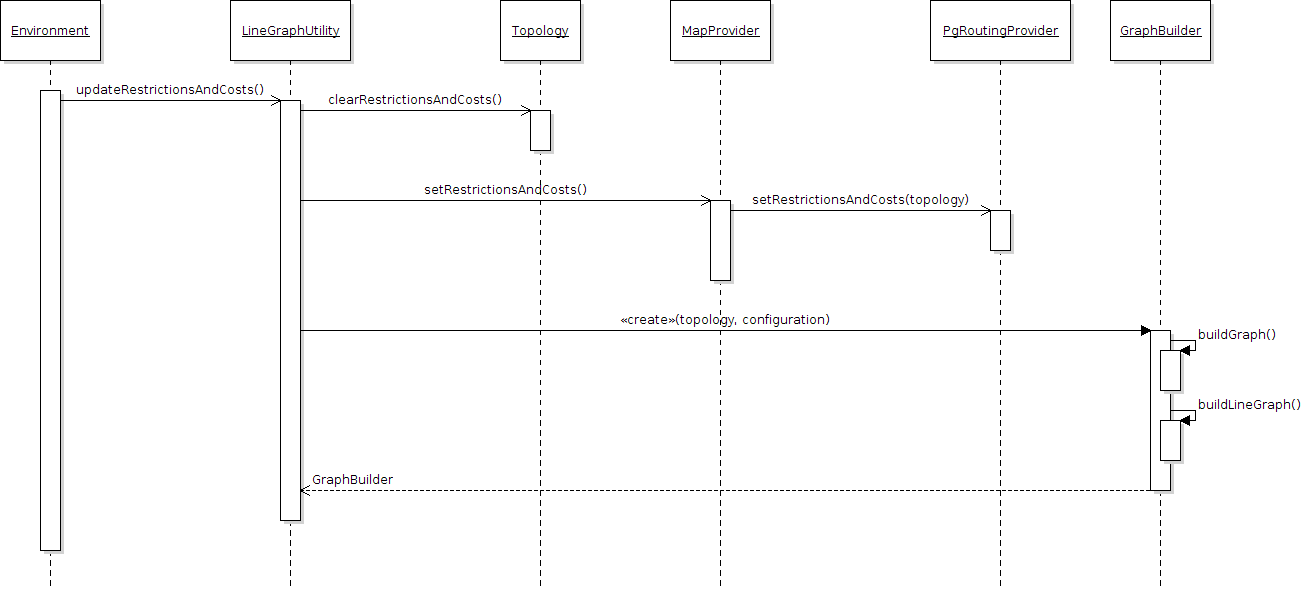 Environment
LineGraphUtility
Topology
MapProvider
PgRoutingProvider
GraphBuilder
updateRestrictionsAndCosts()
clearRestrictionsAndCosts()
setRestrictionsAndCosts()
setRestrictionsAndCosts(topology)
«create»(topology, configuration)
buildGraph()
buildLineGraph()
GraphBuilder